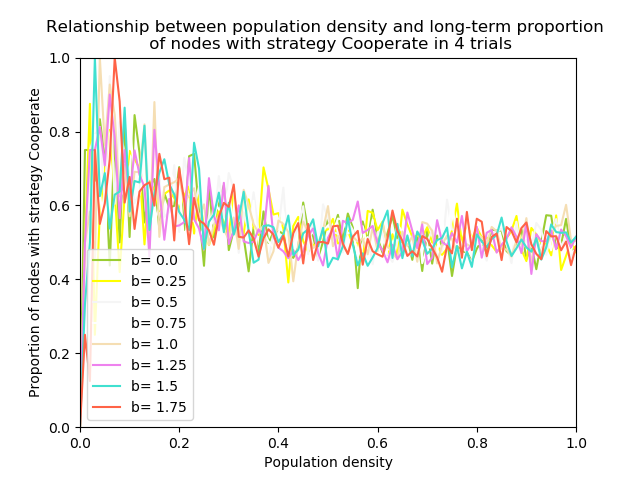 Relationship between population density and long-term proportion
of nodes with strategy Cooperate in 4 trials
Proportion of nodes with strategy Cooperate
1.0
0.8
0.6
0.4
0.2
0.0
b= 0.0
b= 0.25
b= 0.5
b= 0.75
b= 1.0
b= 1.25
b= 1.5
b= 1.75
0.0 0.2 0.4 0.6 0.8 1.0
Population density